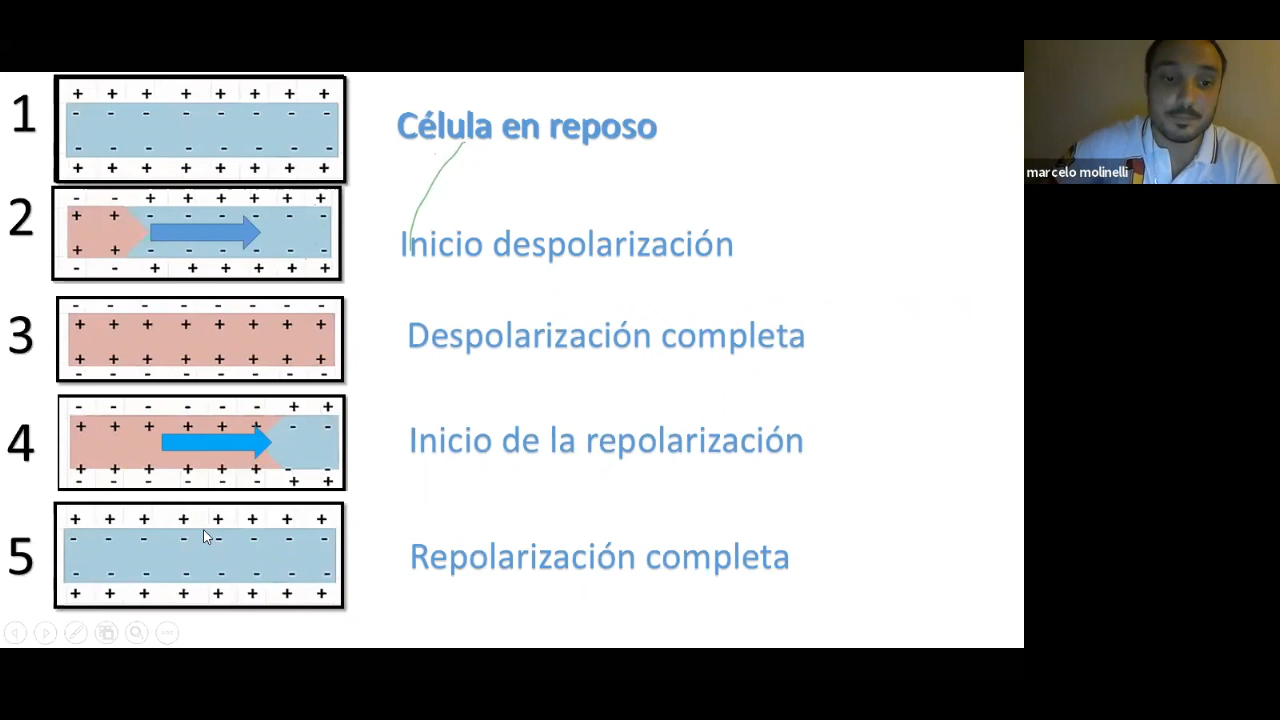 1
+ + + + + + + +
- - - - - - - -
- - - - - - - -
+ + + + + + + +
Célula en reposo
marcelo molinelli
2
- - + + + + + +
+ + - - - - - -
+ + - - - - - -
- - + + + + + +
Inicio despolarización
3
- - - - - - - -
+ + + + + + + +
+ + + + + + + +
- - - - - - - -
Despolarización completa
4
- - - - - - + +
+ + + + + + - -
+ + + + + + - -
- - - - - - + +
Inicio de la repolarización
5
+ + + + + + + +
- - - - - - - -
- - - - - - - -
+ + + + + + + +
Repolarización completa